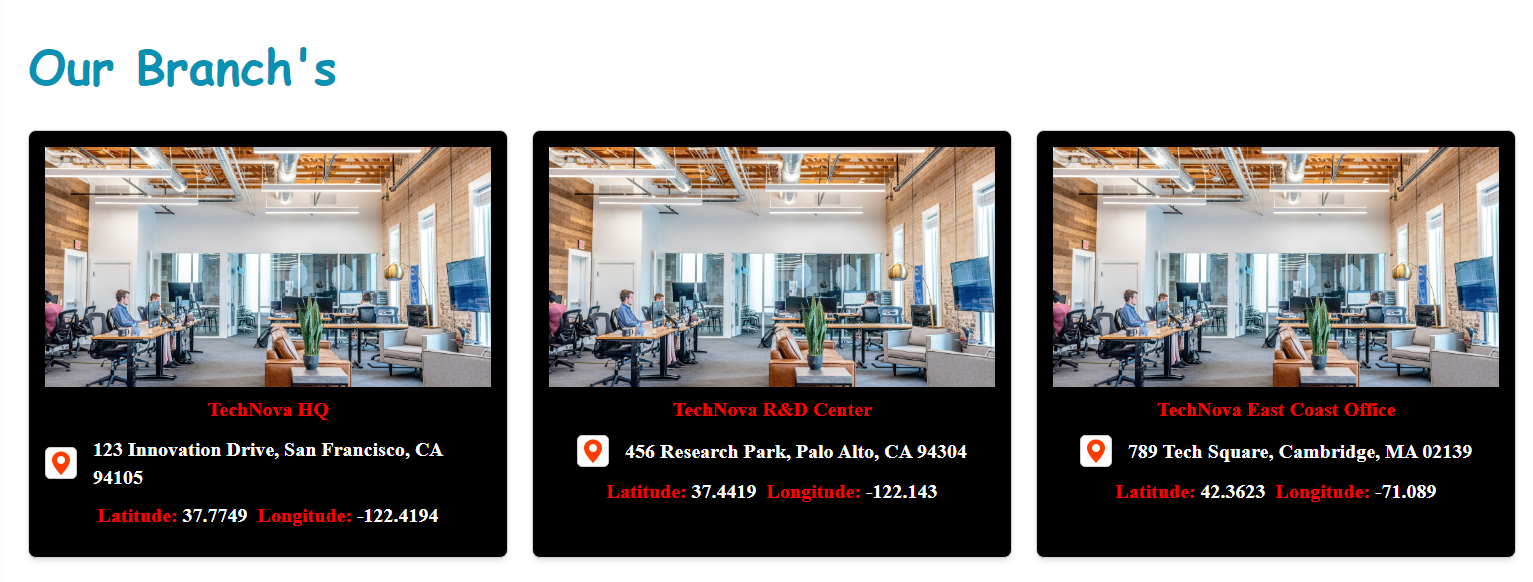 Our Branch's
TechNova HQ
123 Innovation Drive, San Francisco, CA
94105
Latitude: 37.7749 Longitude: -122.4194
TechNova R&D Center
456 Research Park, Palo Alto, CA 94304
Latitude: 37.4419 Longitude: -122.143
TechNova East Coast Office
789 Tech Square, Cambridge, MA 02139
Latitude: 42.3623 Longitude: -71.089